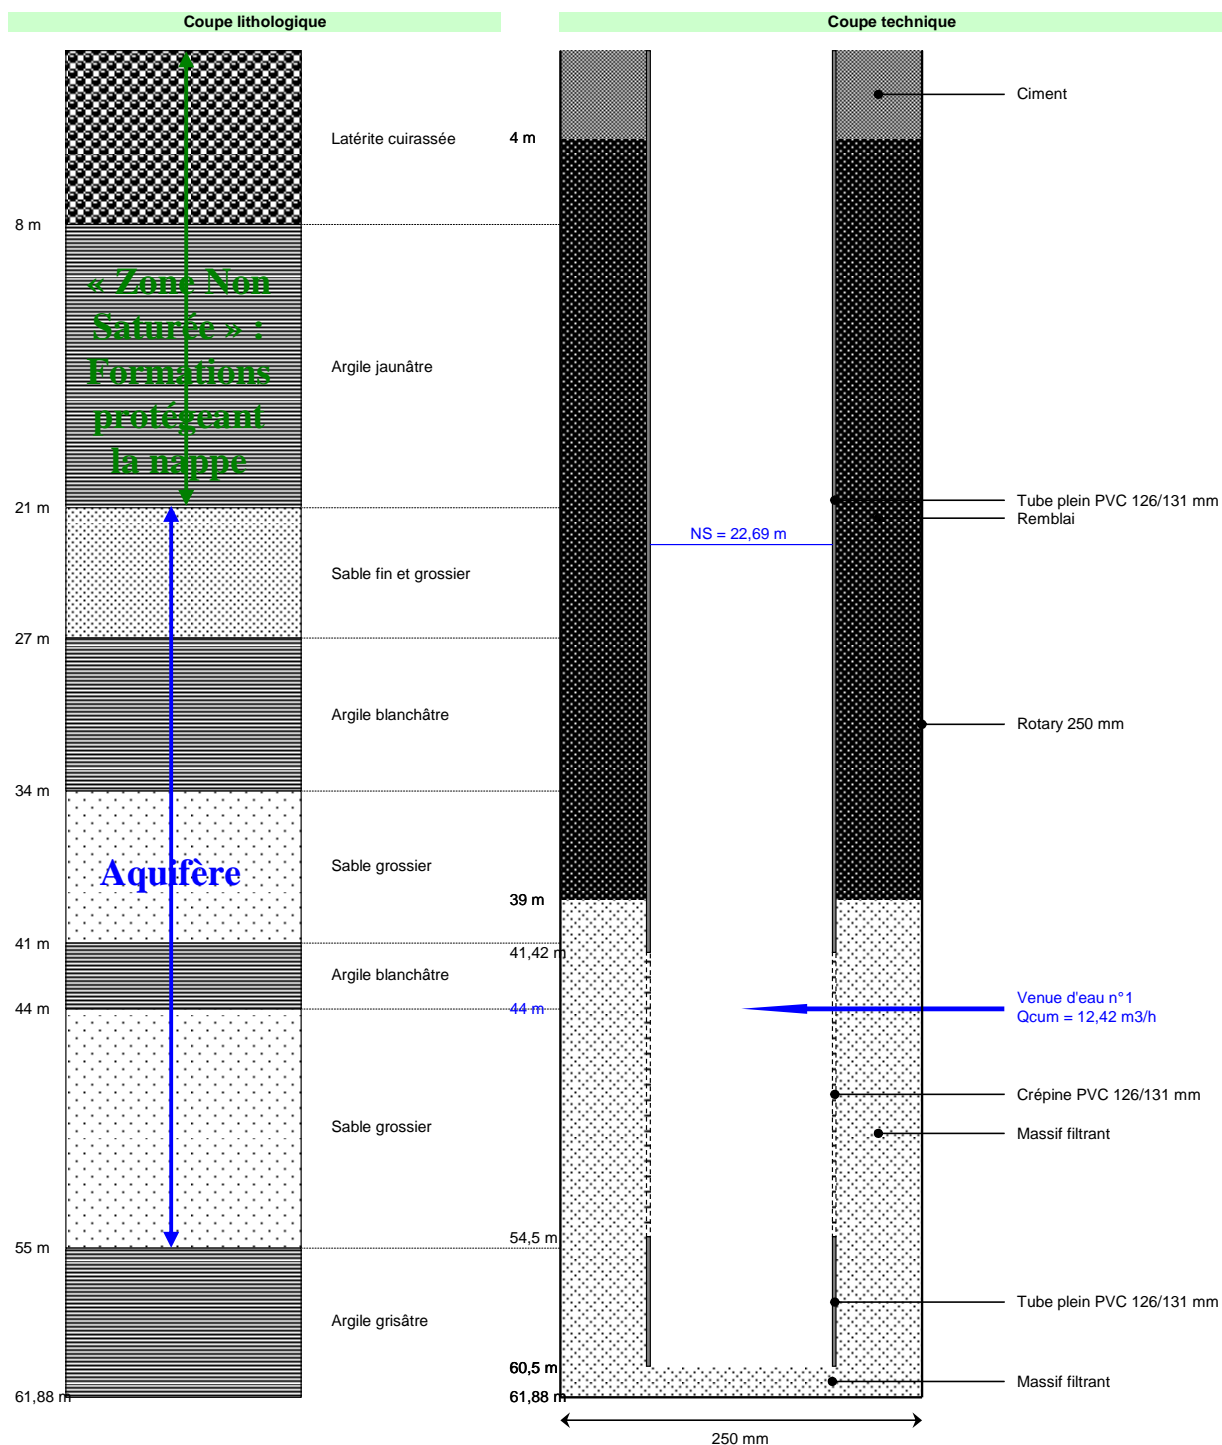 Coupe lithologique
Coupe technique
Ciment
Latérite cuirassée
4 m
8 m
« Zone Non
Saturée » :
Formations
protégeant
la nappe
Argile jaunâtre
21 m
Tube plein PVC 126/131 mm
Remblai
NS = 22,69 m
Sable fin et grossier
27 m
Argile blanchâtre
Rotary 250 mm
34 m
Aquifère
Sable grossier
39 m
41 m
41,42 m
Argile blanchâtre
44 m
44 m
Venue d'eau n°1
Qcum = 12,42 m3/h
Crépine PVC 126/131 mm
Sable grossier
Massif filtrant
54,5 m
55 m
Tube plein PVC 126/131 mm
Argile grisâtre
60,5 m
Massif filtrant
61,88 m
61,88 m
250 mm